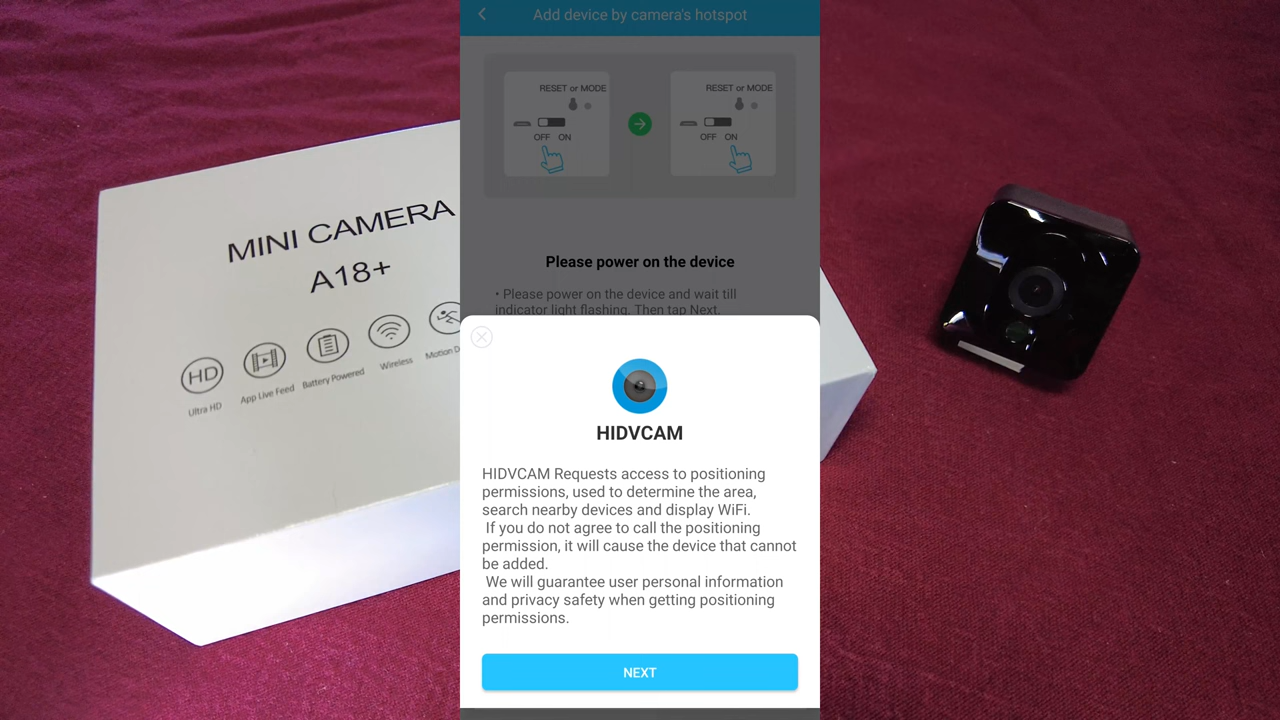 Add device by camera's hotspot
RESET or MODE
OFF ON
RESET or MODE
OFF ON
Please power on the device
• Please power on the device and wait till
indicator light flashing. Then tap Next.
HIDVCAM
HIDVCAM Requests access to positioning
permissions, used to determine the area,
search nearby devices and display WiFi.
If you do not agree to call the positioning
permission, it will cause the device that cannot
be added.
We will guarantee user personal information
and privacy safety when getting positioning
permissions.
NEXT
MINI CAMERA
A18+
HD
Ultra HD
App Live Feed
Battery Powered
Wireless
Motion D